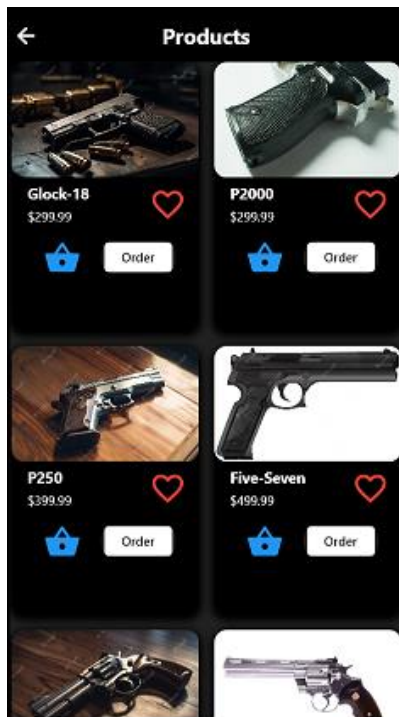 Products
Glock-18
$299.99
Order
P2000
$299.99
Order
P250
$399.99
Order
Five-Seven
$499.99
Order